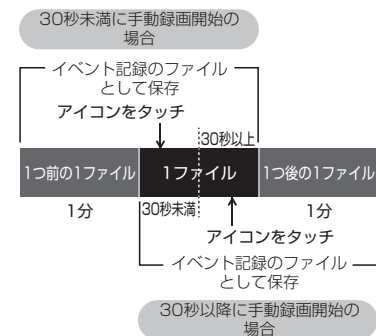 30秒未満に手動録画開始の
場合
イベント記録のファイル
として保存
アイコンをタッチ
30秒以上
1つ前の1ファイル
1ファイル
1つ後の1ファイル
1分
30秒未満
1分
アイコンをタッチ
イベント記録のファイル
として保存
30秒以降に手動録画開始の
場合